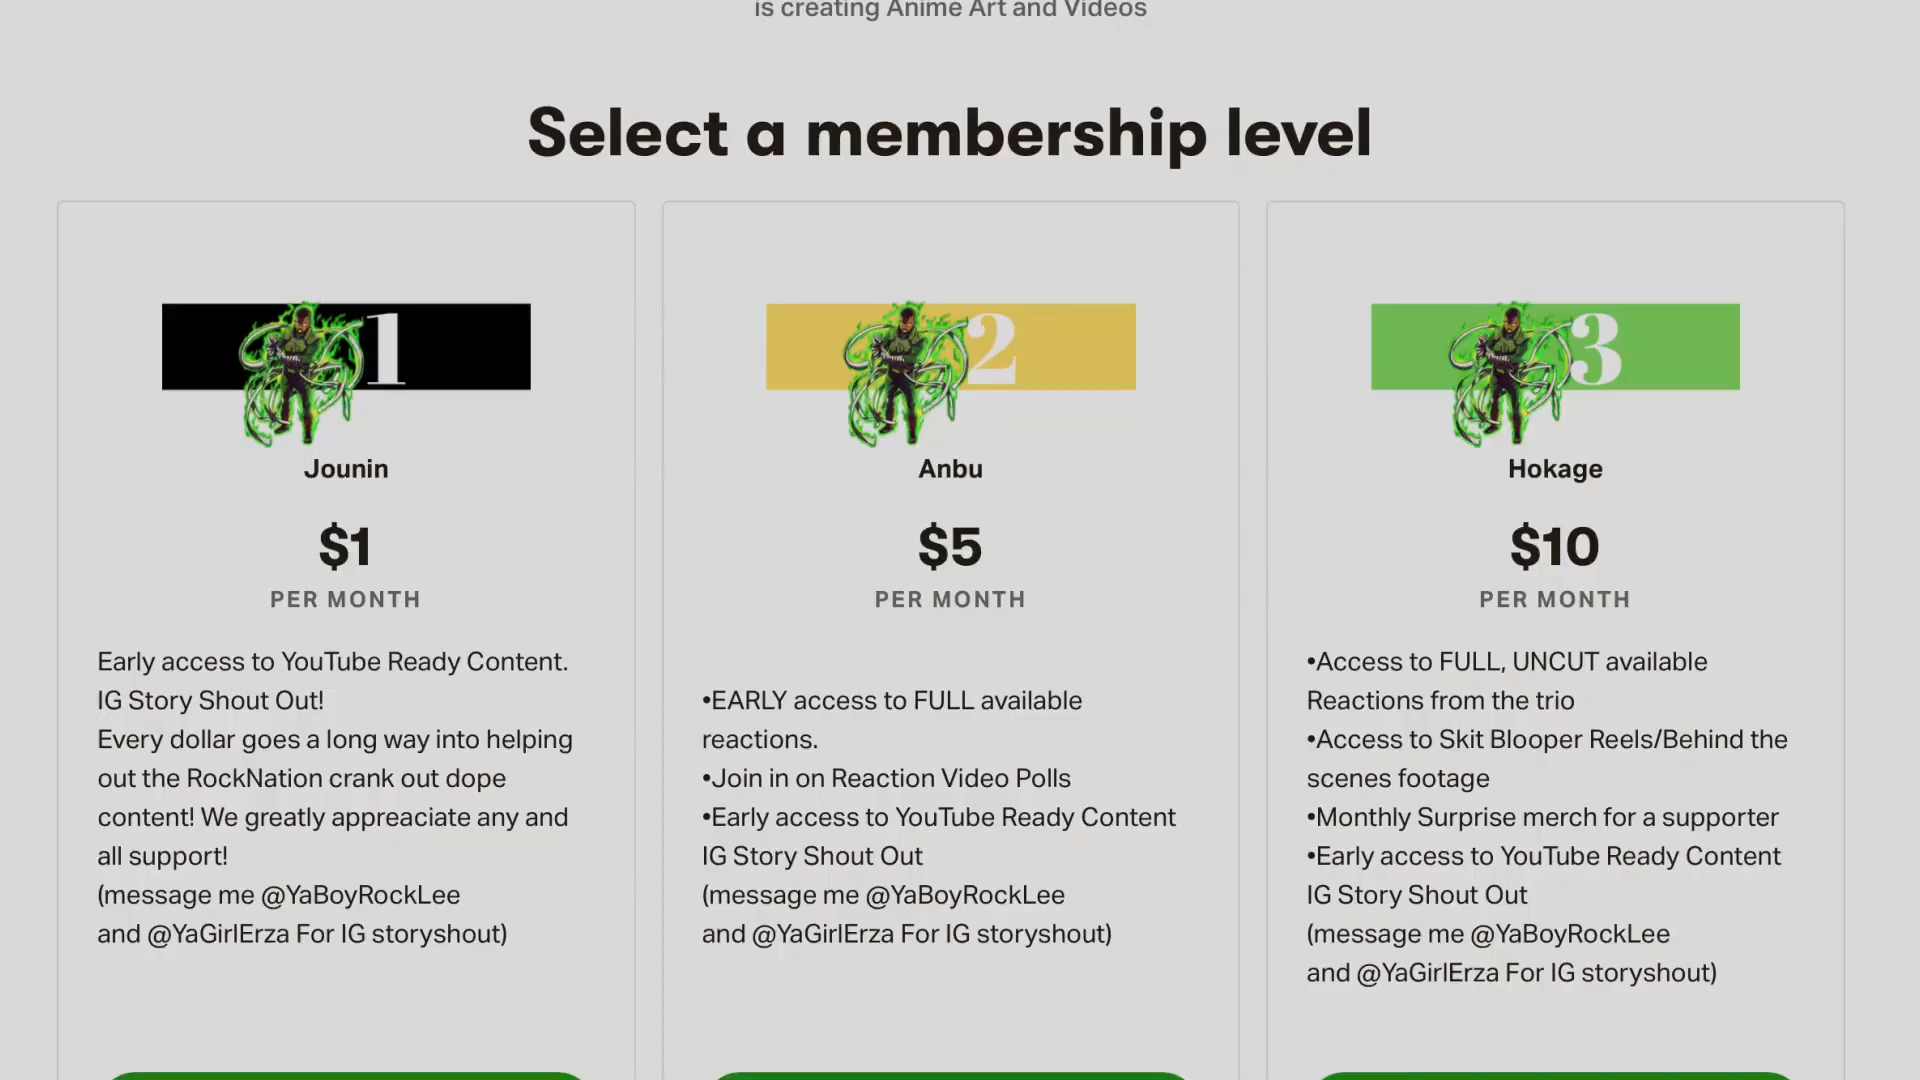 is creating Anime Art and Videos
Select a membership level
1
Jounin
$1
PER MONTH
Early access to YouTube Ready Content.
IG Story Shout Out!
Every dollar goes a long way into helping
out the RockNation crank out dope
content! We greatly appreaciate any and
all support!
(message me @YaBoyRockLee
and @YaGirlErza For IG storyshout)
2
Anbu
$5
PER MONTH
•EARLY access to FULL available
reactions.
•Join in on Reaction Video Polls
•Early access to YouTube Ready Content
IG Story Shout Out
(message me @YaBoyRockLee
and @YaGirlErza For IG storyshout)
3
Hokage
$10
PER MONTH
•Access to FULL, UNCUT available
Reactions from the trio
•Access to Skit Blooper Reels/Behind the
scenes footage
•Monthly Surprise merch for a supporter
•Early access to YouTube Ready Content
IG Story Shout Out
(message me @YaBoyRockLee
and @YaGirlErza For IG storyshout)